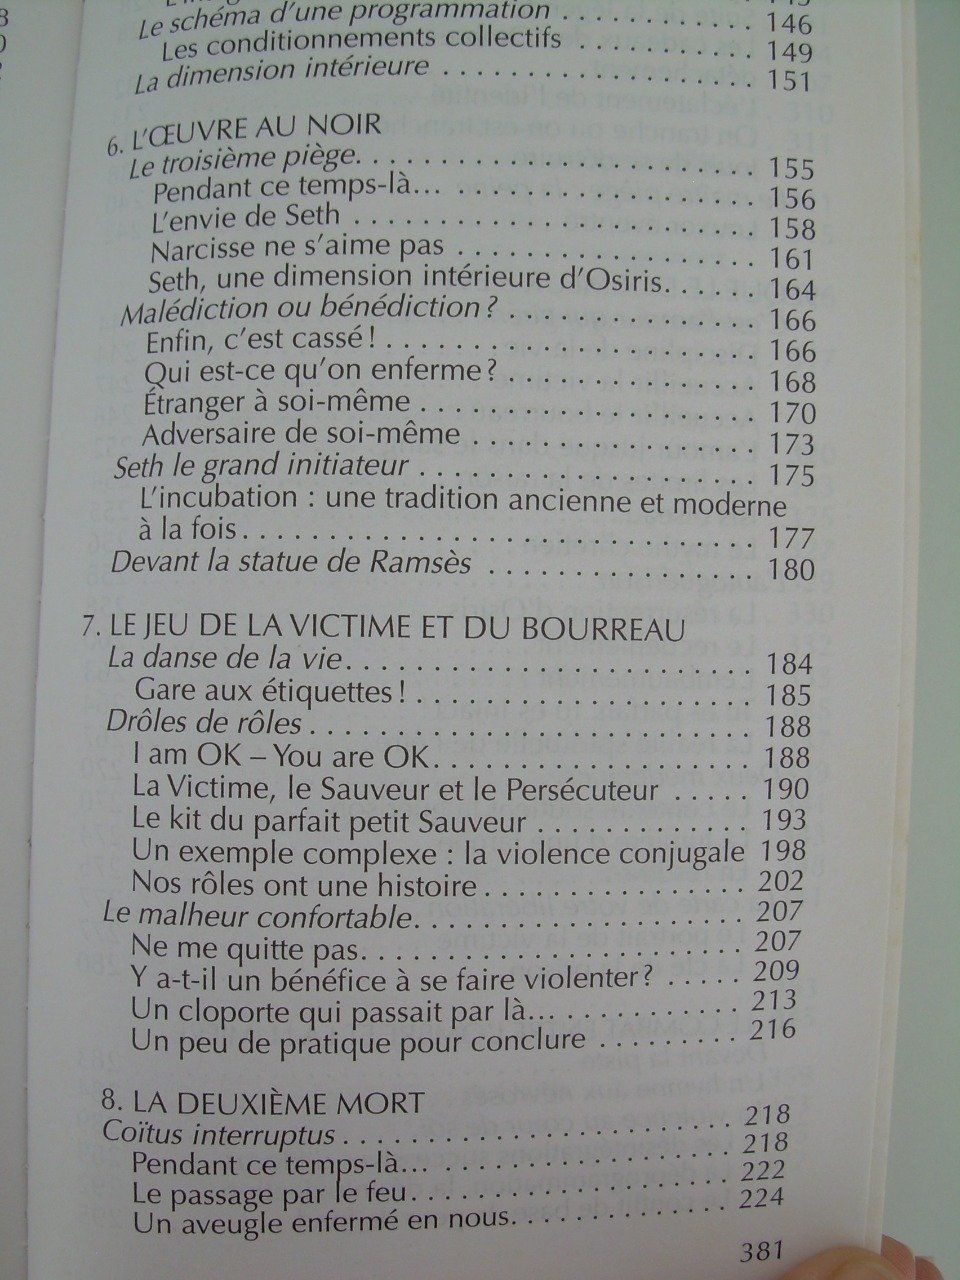 Le schéma d'une programmation . . . . . . . . . . . 146
Les conditionnements collectifs . . . . . . . . . . 149
La dimension intérieure . . . . . . . . . . . . . . . . . . 151
6. L'ŒUVRE AU NOIR
Le troisième piège. . . . . . . . . . . . . . . . . . . . . . . . 155
Pendant ce temps-là... . . . . . . . . . . . . . . . . . . 156
L'envie de Seth . . . . . . . . . . . . . . . . . . . . . . . 158
Narcisse ne s'aime pas . . . . . . . . . . . . . . . . . 161
Seth, une dimension intérieure d'Osiris. . . . . . 164
Malédiction ou bénédiction ? . . . . . . . . . . . . . . 166
Enfin, c'est cassé ! . . . . . . . . . . . . . . . . . . . . . 166
Qui est-ce qu'on enferme ? . . . . . . . . . . . . . . 168
Étranger à soi-même . . . . . . . . . . . . . . . . . . . 170
Adversaire de soi-même . . . . . . . . . . . . . . . . 173
Seth le grand initiateur . . . . . . . . . . . . . . . . . . . 175
L'incubation : une tradition ancienne et moderne
à la fois. . . . . . . . . . . . . . . . . . . . . . . . . . . . . . 177
Devant la statue de Ramsès . . . . . . . . . . . . . . . 180
7. LE JEU DE LA VICTIME ET DU BOURREAU
La danse de la vie. . . . . . . . . . . . . . . . . . . . . . . . 184
Gare aux étiquettes ! . . . . . . . . . . . . . . . . . . . 185
Drôles de rôles . . . . . . . . . . . . . . . . . . . . . . . . . . 188
I am OK – You are OK. . . . . . . . . . . . . . . . . . 188
La Victime, le Sauveur et le Persécuteur . . . . . 190
Le kit du parfait petit Sauveur . . . . . . . . . . . . 193
Un exemple complexe : la violence conjugale 198
Nos rôles ont une histoire . . . . . . . . . . . . . . . 202
Le malheur confortable. . . . . . . . . . . . . . . . . . . 207
Ne me quitte pas. . . . . . . . . . . . . . . . . . . . . . 207
Y a-t-il un bénéfice à se faire violenter ? . . . . . 209
Un cloporte qui passait par là... . . . . . . . . . . . 213
Un peu de pratique pour conclure . . . . . . . . . 216
8. LA DEUXIÈME MORT
Coïtus interruptus . . . . . . . . . . . . . . . . . . . . . . . 218
Pendant ce temps-là... . . . . . . . . . . . . . . . . . . 218
Le passage par le feu. . . . . . . . . . . . . . . . . . . 222
Un aveugle enfermé en nous. . . . . . . . . . . . . 224
381